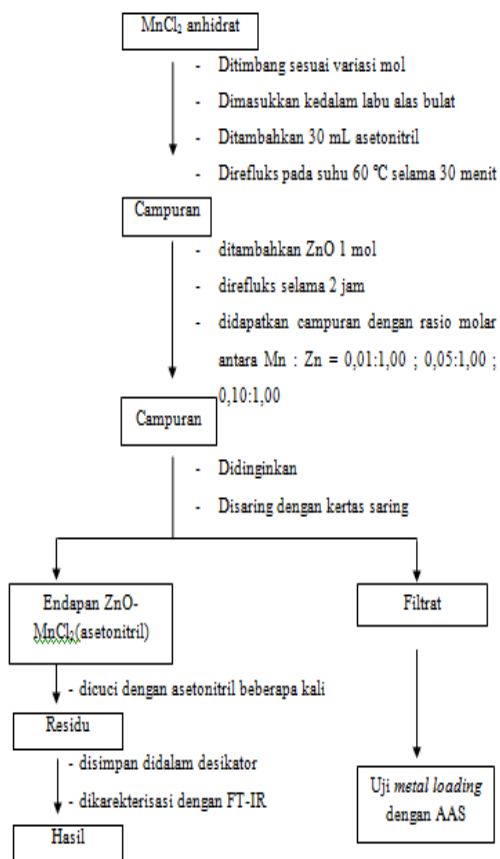 MnCl₂ anhidrat
- Ditimbang sesuai variasi mol
- Dimasukkan kedalam labu alas bulat
- Ditambahkan 30 mL asetonitril
- Direfluks pada suhu 60 °C selama 30 menit
Campuran
- ditambahkan ZnO 1 mol
- direfluks selama 2 jam
- didapatkan campuran dengan rasio molar
antara Mn : Zn = 0,01:1,00 ; 0,05:1,00 ;
0,10:1,00
Campuran
- Didinginkan
- Disaring dengan kertas saring
Endapan ZnO-
MnCl₂(asetonitril)
Filtrat
- dicuci dengan asetonitril beberapa kali
Residu
- disimpan didalam desikator
- dikarekterisasi dengan FT-IR
Hasil
Uji metal loading
dengan AAS